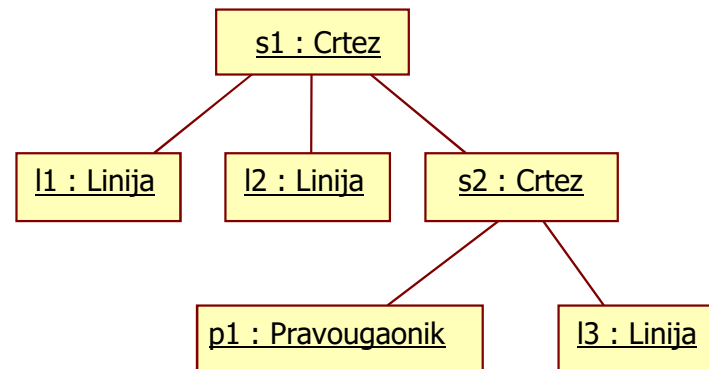 s1 : Crtez
l1 : Linija
l2 : Linija
s2 : Crtez
p1 : Pravougaonik
l3 : Linija